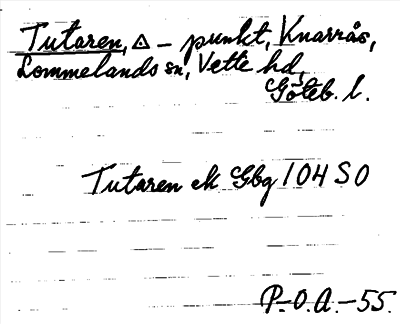 Tutaren, △ – punkt, Knarrås,
Lommelands sn, Vette hd,
Göteb. l.
Tutaren ek Gbg 104 SO
P.-O.A.-55.